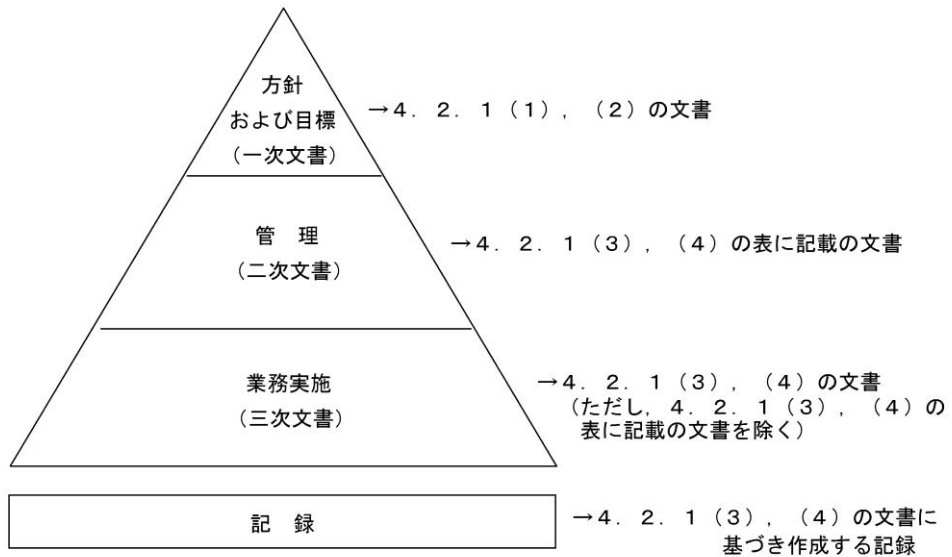 方針
および目標
(一次文書)
→4．2．1（1），（2）の文書
管　理
(二次文書)
→4．2．1（3），（4）の表に記載の文書
業務実施
(三次文書)
→4．2．1（3），（4）の文書
（ただし，4．2．1（3），（4）の
表に記載の文書を除く）
記　録
→4．2．1（3），（4）の文書に
基づき作成する記録